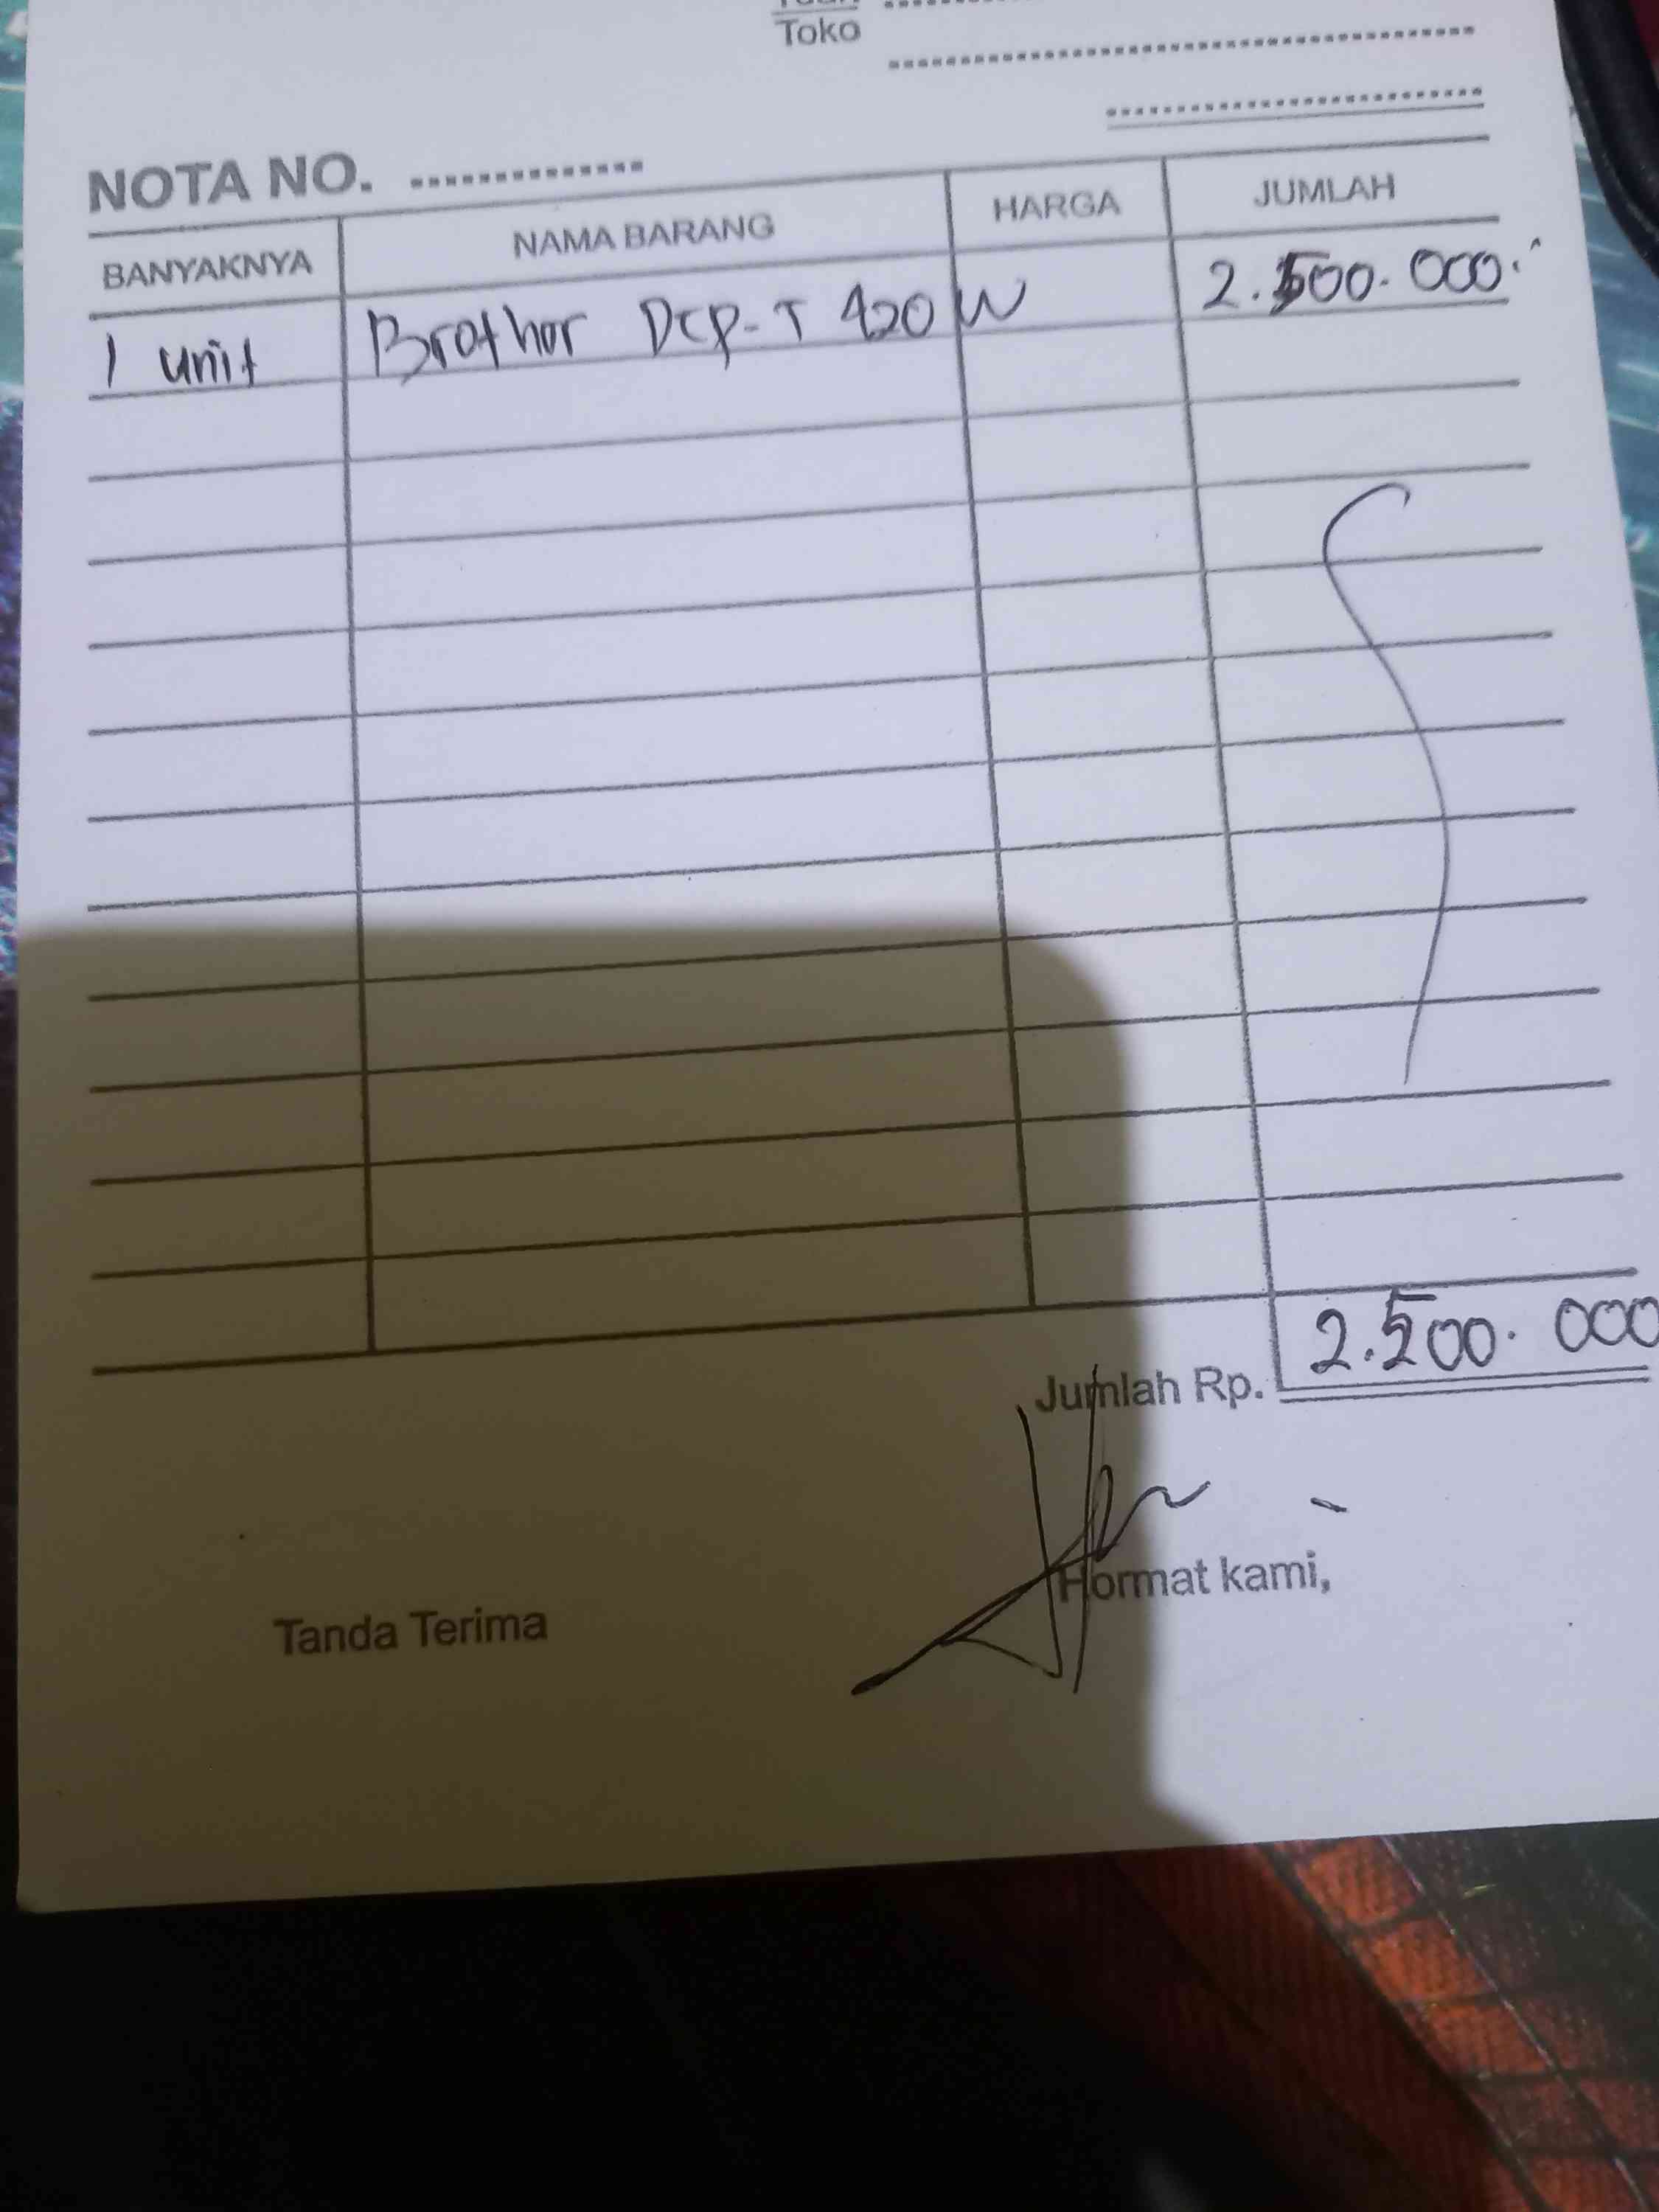 Toko
NOTA NO.
BANYAKNYA NAMA BARANG HARGA JUMLAH
1 unit Brother DCP-T 420 W 2.500.000.
Jumlah Rp. 2.500.000
Tanda Terima Hormat kami,